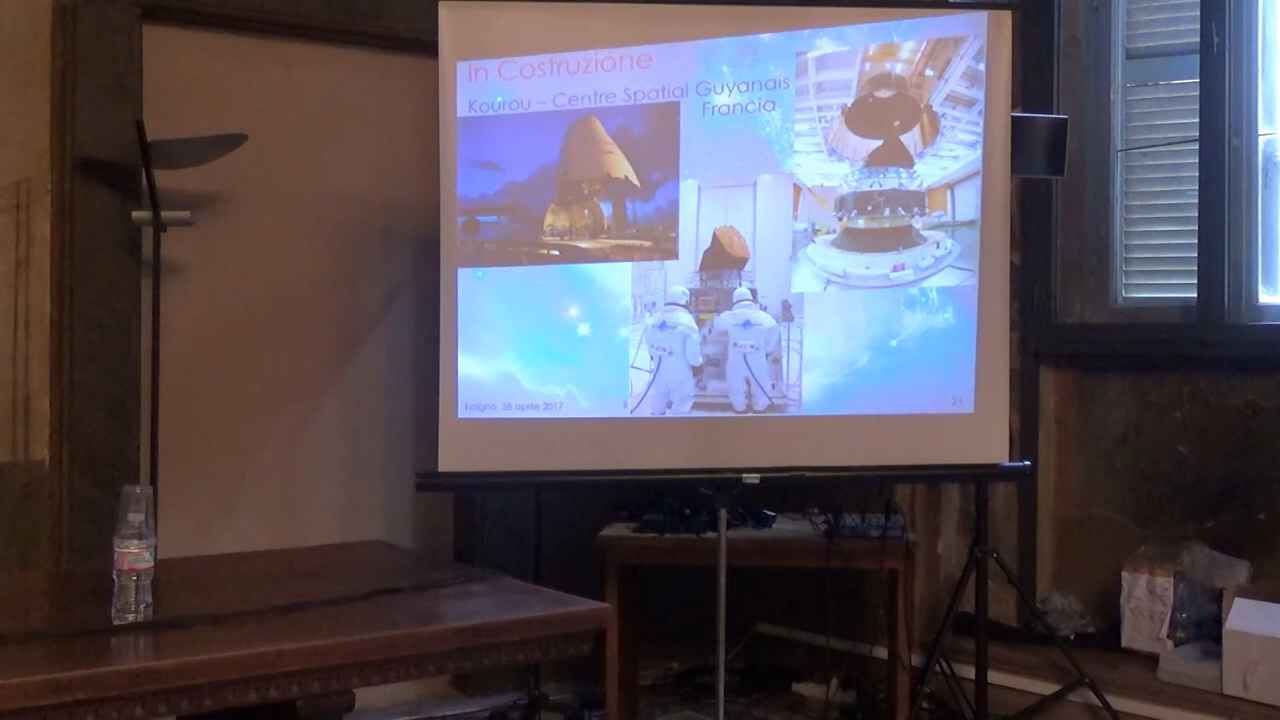 In Costruzione
Kourou – Centre Spatial Guyanais
Francia
Foligno 28 aprile 2017
21